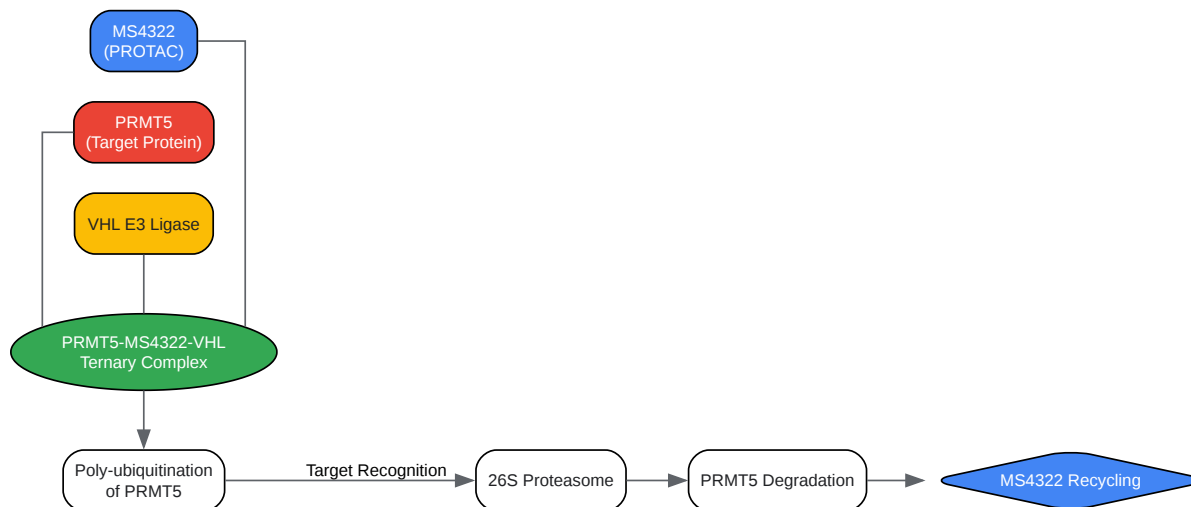 MS4322
(PROTAC)
PRMT5
(Target Protein)
VHL E3 Ligase
PRMT5-MS4322-VHL
Ternary Complex
Poly-ubiquitination
of PRMT5
Target Recognition
26S Proteasome
PRMT5 Degradation
MS4322 Recycling